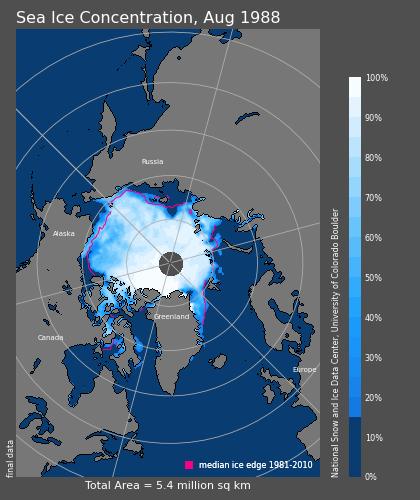 Sea Ice Concentration, Aug 1988
Russia
Alaska
Greenland
Canada
Europe
median ice edge 1981-2010
final data
Total Area = 5.4 million sq km
100%
90%
80%
70%
60%
50%
40%
30%
20%
10%
0%
National Snow and Ice Data Center, University of Colorado Boulder